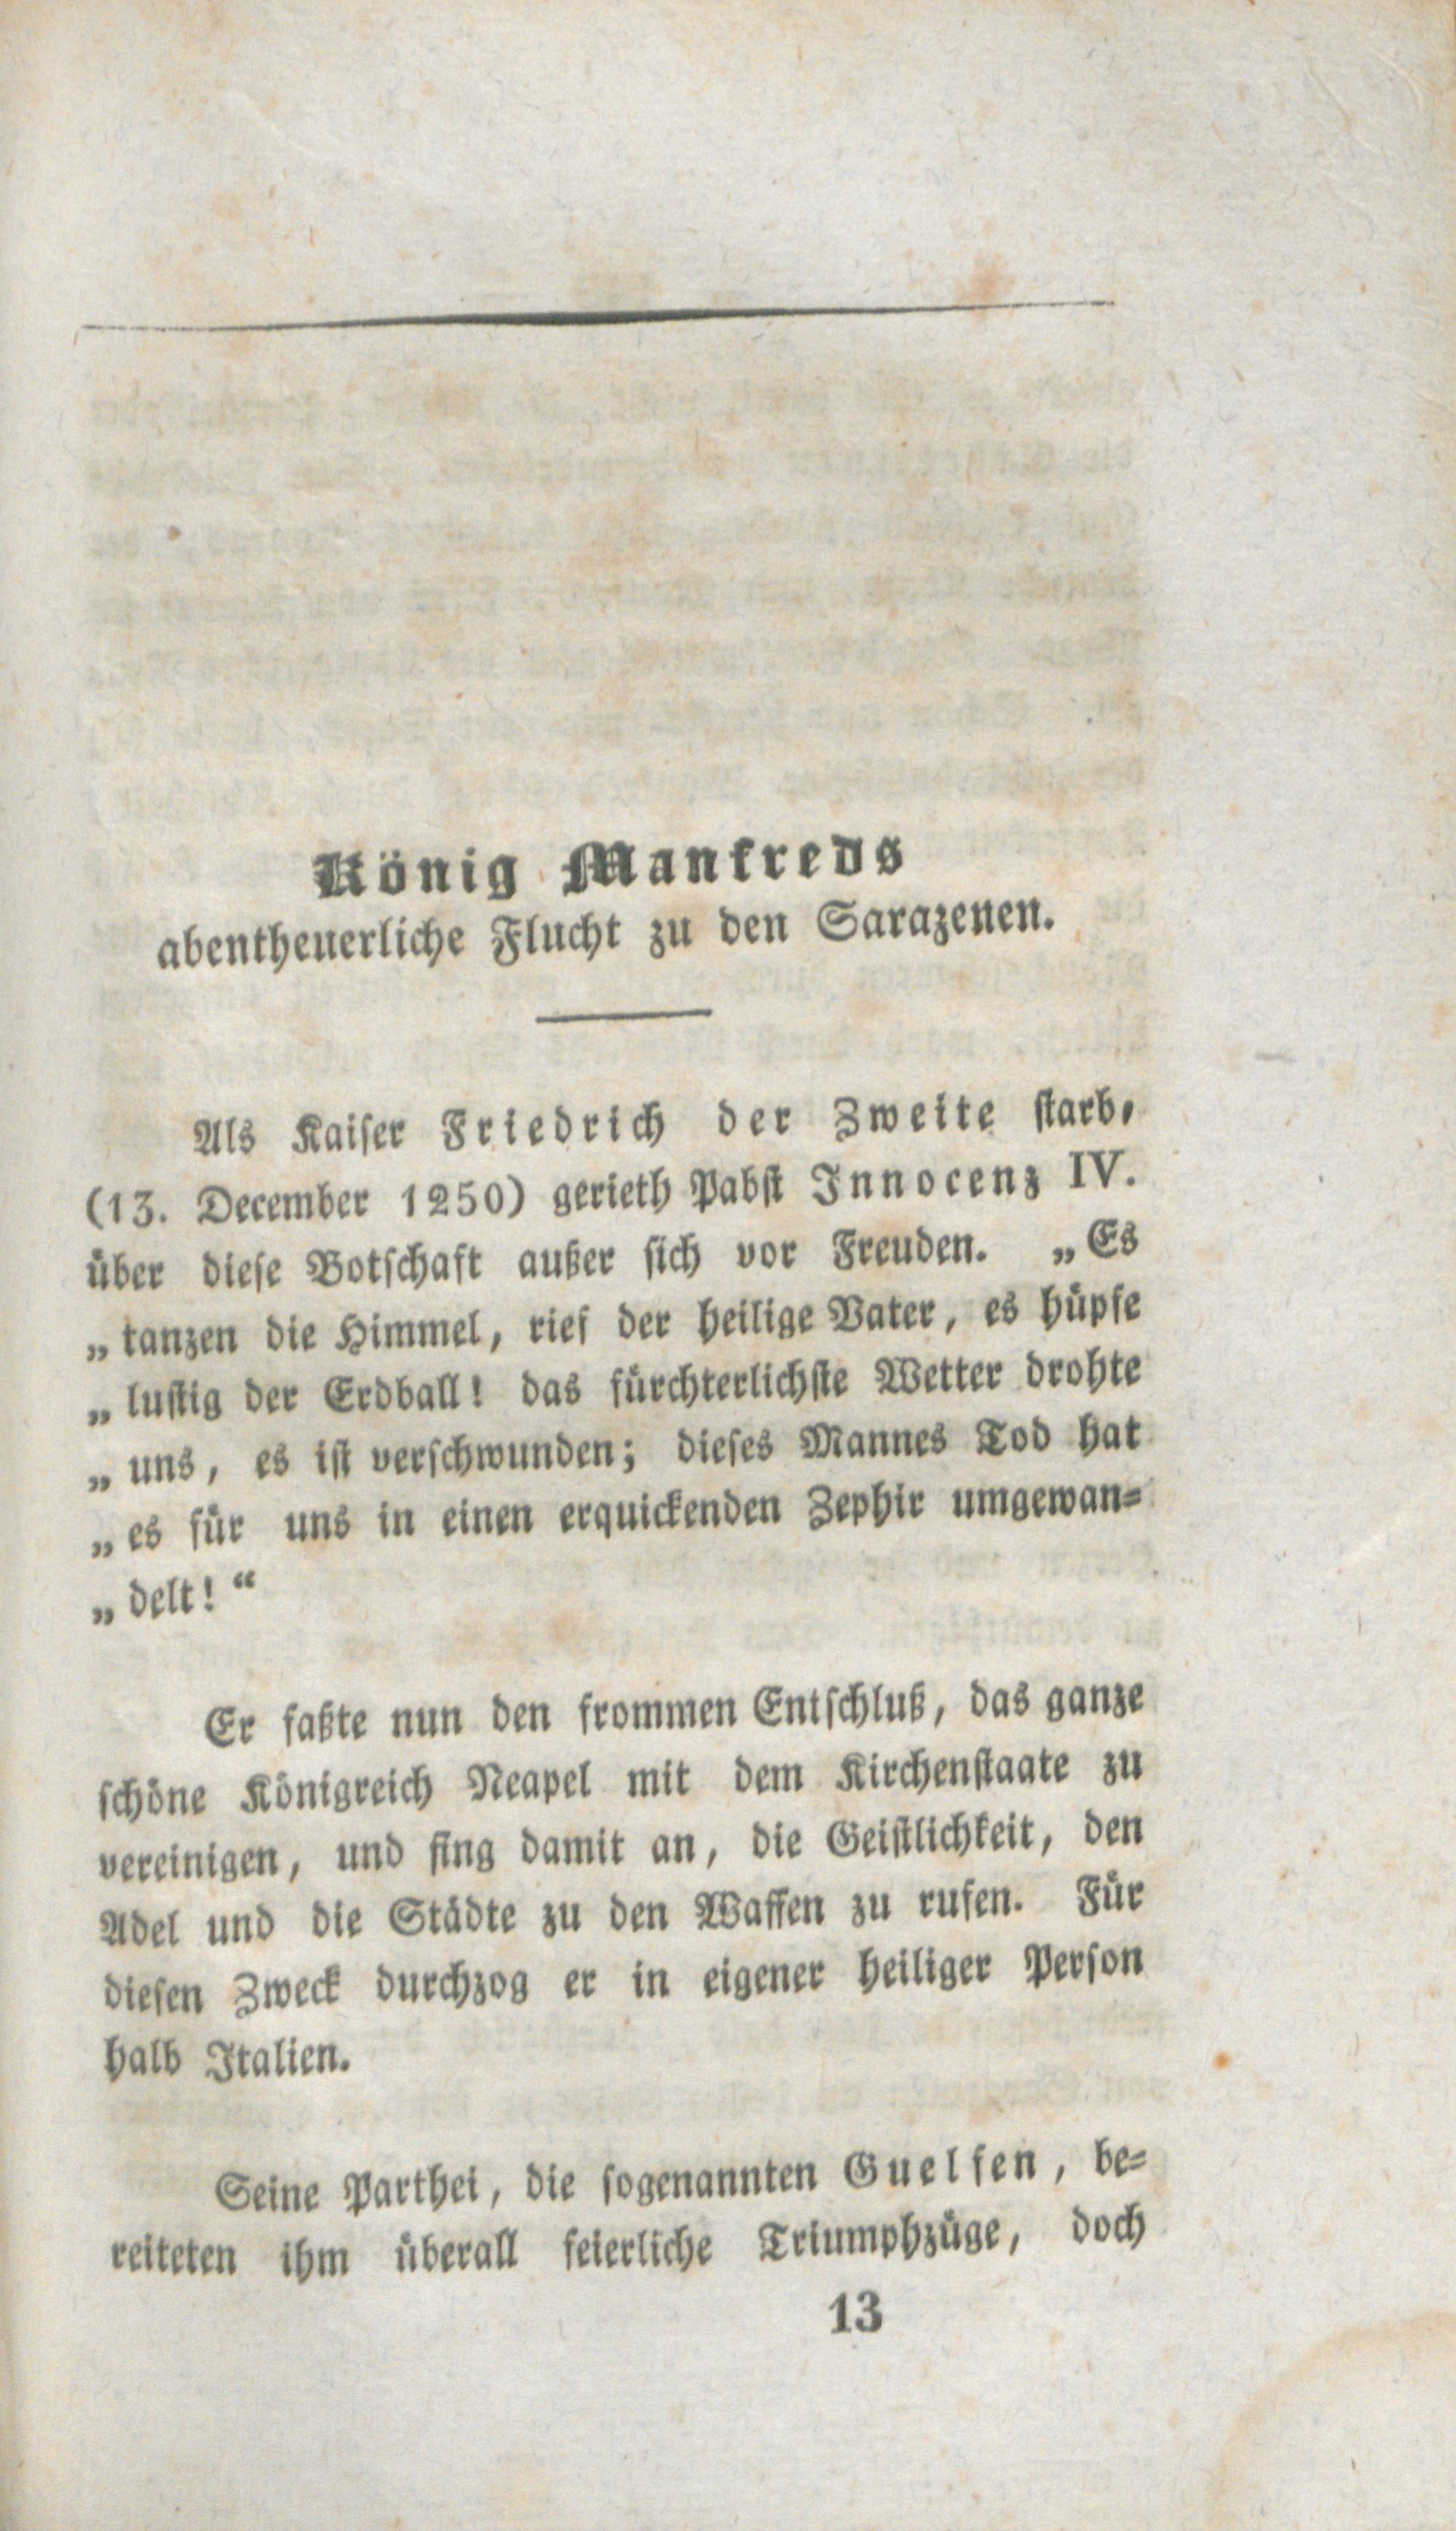 König Manfreds
abentheuerliche Flucht zu den Sarazenen.
Als Kaiser Friedrich der Zweite starb,
(13. December 1250) gerieth Pabst Innocenz IV.
über diese Botschaft außer sich vor Freuden. „Es
„tanzen die Himmel, rief der heilige Vater, es hüpfe
„lustig der Erdball! das fürchterlichste Wetter drohte
„uns, es ist verschwunden; dieses Mannes Tod hat
„es für uns in einen erquickenden Zephir umgewan-
„delt!“
Er faßte nun den frommen Entschluß, das ganze
schöne Königreich Neapel mit dem Kirchenstaate zu
vereinigen, und fing damit an, die Geistlichkeit, den
Adel und die Städte zu den Waffen zu rufen. Für
diesen Zweck durchzog er in eigener heiliger Person
halb Italien.
Seine Parthei, die sogenannten Guelfen, be-
reiteten ihm überall feierliche Triumphzüge, doch
13